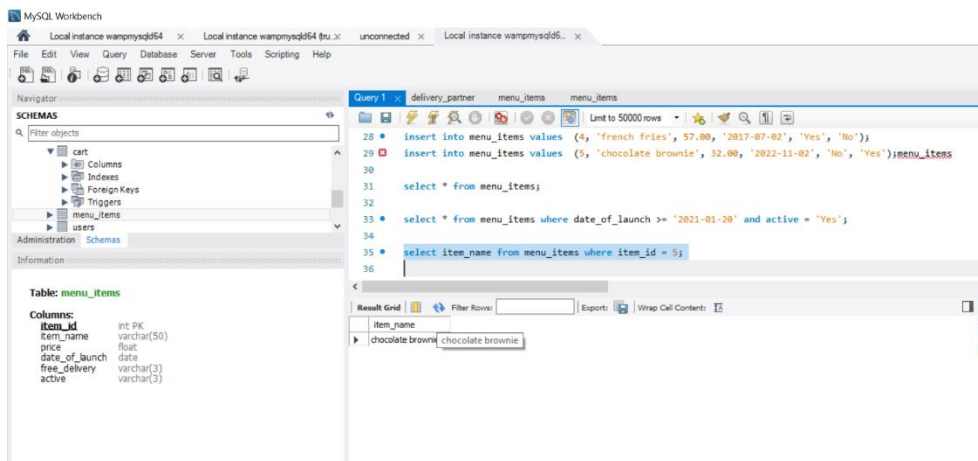 MySQL Workbench
Local instance wampmysqld64 × Local instance wampmysqld64 (tru...× unconnected × Local instance wampmysqld6... ×
File Edit View Query Database Server Tools Scripting Help
Navigator
SCHEMAS
Filter objects
cart
Columns
Indexes
Foreign Keys
Triggers
menu_items
users
Administration Schemas
Information
Table: menu_items
Columns:
item_id int PK
item_name varchar(50)
price float
date_of_launch date
free_delivery varchar(3)
active varchar(3)
Query 1 × delivery_partner menu_items menu_items
Limit to 50000 rows
28 insert into menu_items values (4, 'french fries', 57.00, '2017-07-02', 'Yes', 'No');
29 insert into menu_items values (5, 'chocolate brownie', 32.00, '2022-11-02', 'No', 'Yes');menu_items
30
31 select * from menu_items;
32
33 select * from menu_items where date_of_launch >= '2021-01-20' and active = 'Yes';
34
35 select item_name from menu_items where item_id = 5;
36
Result Grid Filter Rows: Export: Wrap Cell Content:
item_name
chocolate brownie chocolate brownie